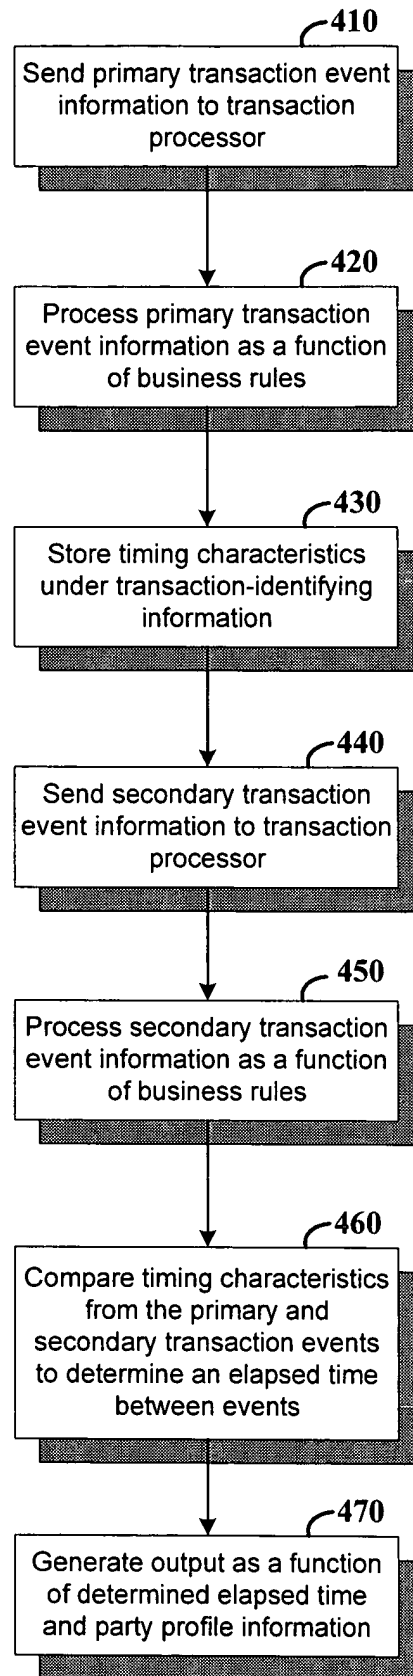 410
Send primary transaction event
information to transaction
processor
420
Process primary transaction
event information as a function
of business rules
430
Store timing characteristics
under transaction-identifying
information
440
Send secondary transaction
event information to transaction
processor
450
Process secondary transaction
event information as a function
of business rules
460
Compare timing characteristics
from the primary and
secondary transaction events
to determine an elapsed time
between events
470
Generate output as a function
of determined elapsed time
and party profile information